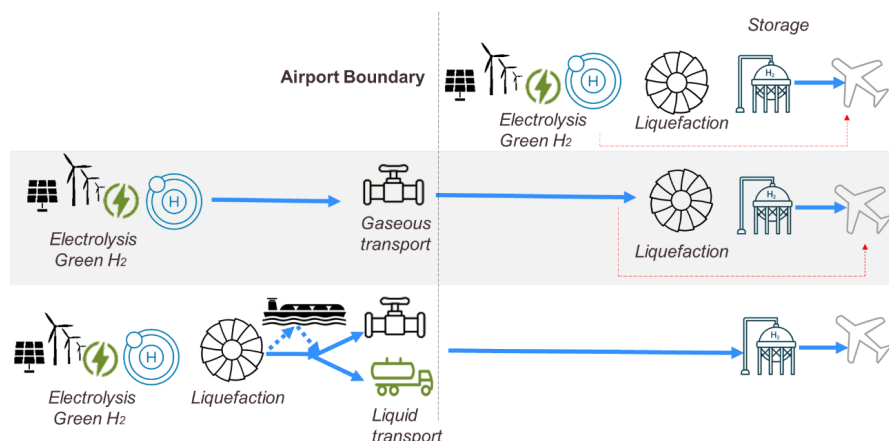 Storage
Airport Boundary
H
H₂
Electrolysis
Green H₂
Liquefaction
H
H₂
Gaseous
transport
Electrolysis
Green H₂
Liquefaction
H
H₂
Electrolysis
Green H₂
Liquefaction
Liquid
transport